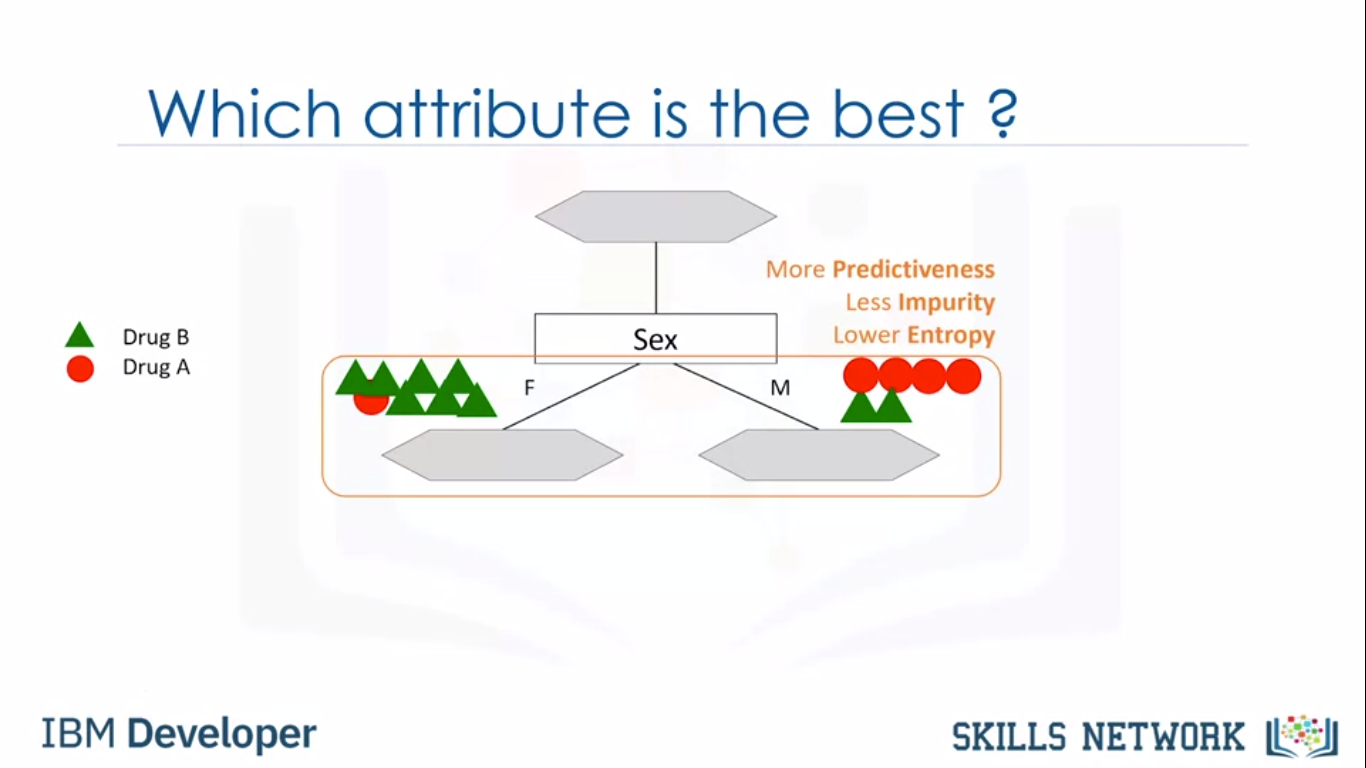 Which attribute is the best ?
More Predictiveness
Less Impurity
Lower Entropy
Drug B
Drug A
Sex
F
M
IBM Developer
SKILLS NETWORK